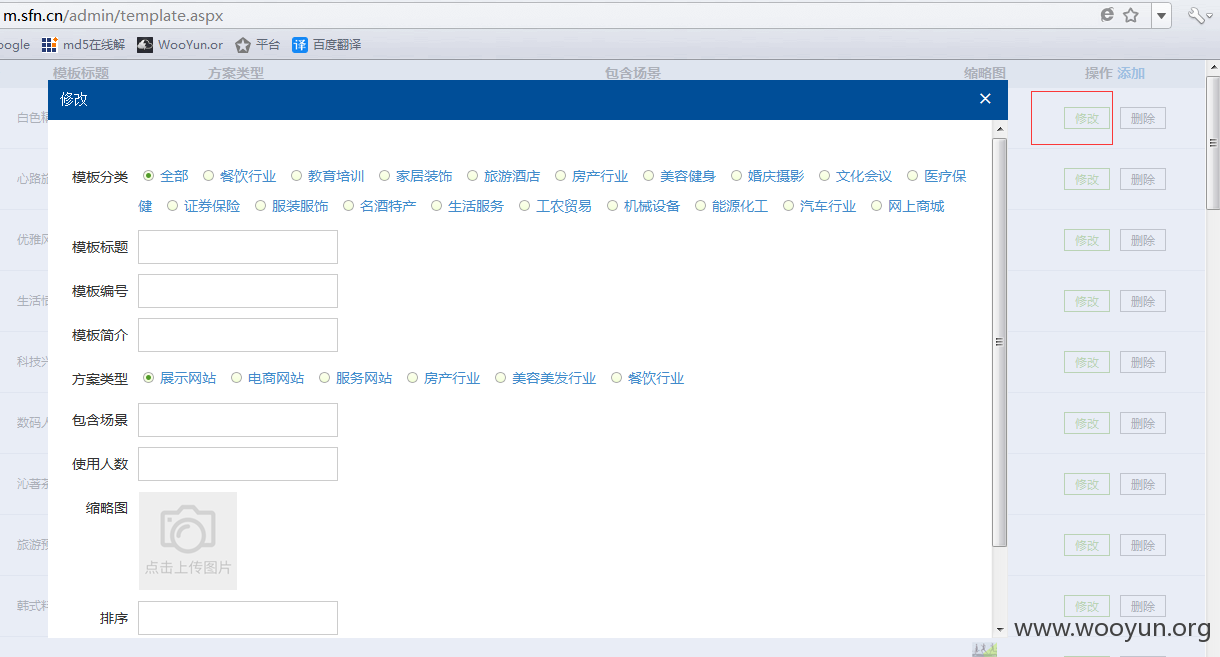 m.sfn.cn/admin/template.aspx
oogle md5在线解 WooYun.or 平台 译 百度翻译
模板标题 方案类型 包含场景 缩略图 操作 添加
修改 ×
白色 修改 删除
模板分类 全部 餐饮行业 教育培训 家居装饰 旅游酒店 房产行业 美容健身 婚庆摄影 文化会议 医疗保
心路 修改 删除
健 证券保险 服装服饰 名酒特产 生活服务 工农贸易 机械设备 能源化工 汽车行业 网上商城
模板标题
优雅 修改 删除
模板编号
生活 修改 删除
模板简介
科技 修改 删除
方案类型 展示网站 电商网站 服务网站 房产行业 美容美发行业 餐饮行业
包含场景
数码 修改 删除
使用人数
沁茗 修改 删除
缩略图
旅游 修改 删除
点击上传图片
韩式 修改 删除
排序
www.wooyun.org